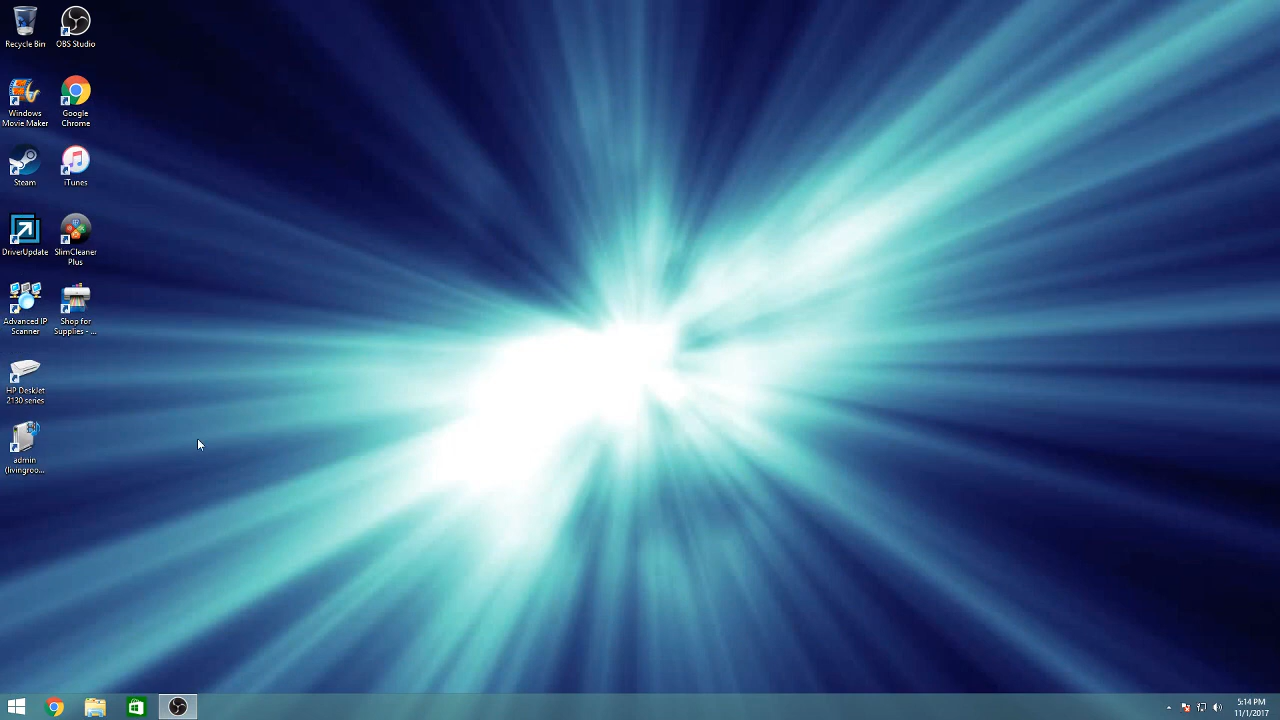 Recycle Bin
OBS Studio
Windows
Movie Maker
Google
Chrome
Steam
iTunes
DriverUpdate
SlimCleaner
Plus
Advanced IP
Scanner
Shop for
Supplies - ...
HP DeskJet
2130 series
admin
(livingroo...
5:14 PM
11/1/2017